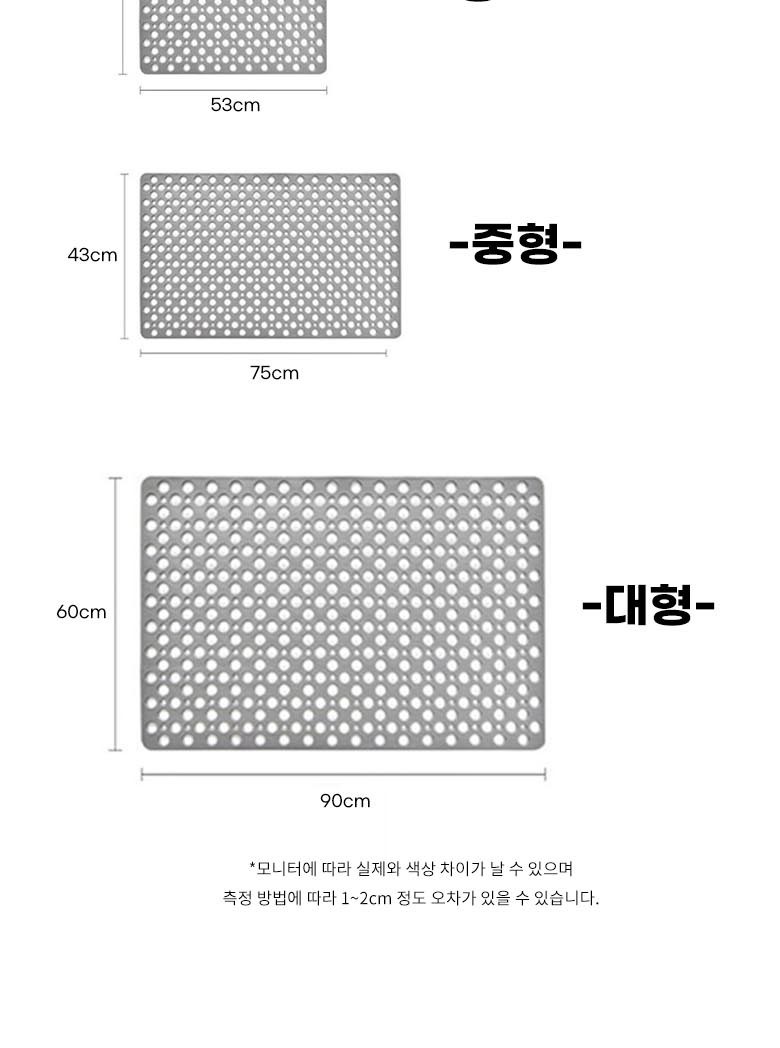 53cm
43cm
-중형-
75cm
60cm
-대형-
90cm
*모니터에 따라 실제와 색상 차이가 날 수 있으며
측정 방법에 따라 1~2cm 정도 오차가 있을 수 있습니다.